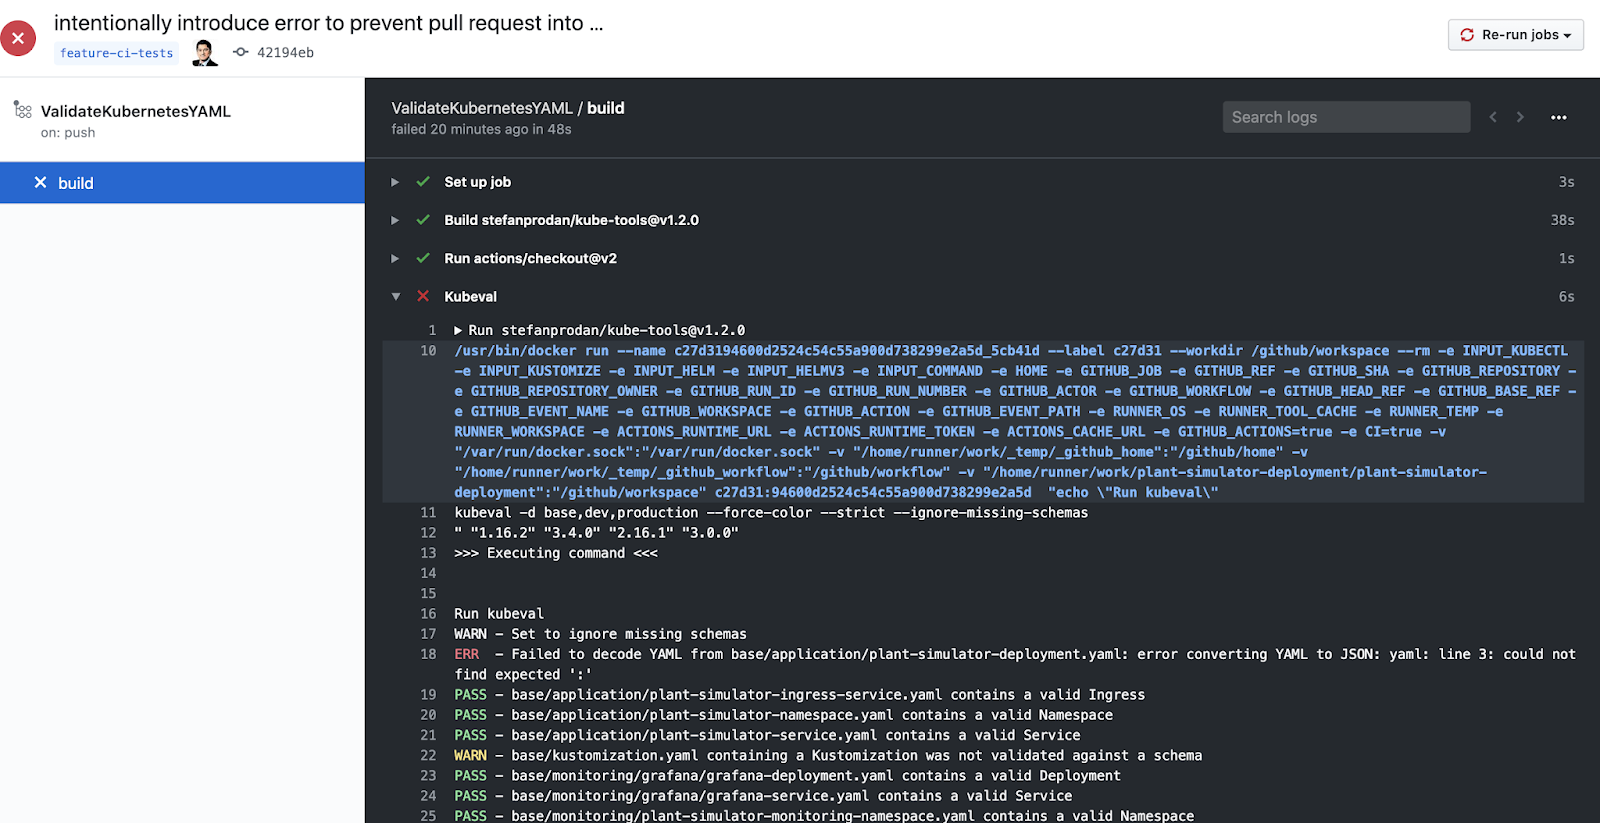 intentionally introduce error to prevent pull request into ...
feature-ci-tests 42194eb
Re-run jobs
ValidateKubernetesYAML
on: push
build
ValidateKubernetesYAML / build
failed 20 minutes ago in 48s
Search logs
Set up job 3s
Build stefanprodan/kube-tools@v1.2.0 38s
Run actions/checkout@v2 1s
Kubeval 6s
1 Run stefanprodan/kube-tools@v1.2.0
10 /usr/bin/docker run --name c27d3194600d2524c54c55a900d738299e2a5d_5cb41d --label c27d31 --workdir /github/workspace --rm -e INPUT_KUBECTL
-e INPUT_KUSTOMIZE -e INPUT_HELM -e INPUT_HELMV3 -e INPUT_COMMAND -e HOME -e GITHUB_JOB -e GITHUB_REF -e GITHUB_SHA -e GITHUB_REPOSITORY -
e GITHUB_REPOSITORY_OWNER -e GITHUB_RUN_ID -e GITHUB_RUN_NUMBER -e GITHUB_ACTOR -e GITHUB_WORKFLOW -e GITHUB_HEAD_REF -e GITHUB_BASE_REF -
e GITHUB_EVENT_NAME -e GITHUB_WORKSPACE -e GITHUB_ACTION -e GITHUB_EVENT_PATH -e RUNNER_OS -e RUNNER_TOOL_CACHE -e RUNNER_TEMP -e
RUNNER_WORKSPACE -e ACTIONS_RUNTIME_URL -e ACTIONS_RUNTIME_TOKEN -e ACTIONS_CACHE_URL -e GITHUB_ACTIONS=true -e CI=true -v
"/var/run/docker.sock":"/var/run/docker.sock" -v "/home/runner/work/_temp/_github_home":"/github/home" -v
"/home/runner/work/_temp/_github_workflow":"/github/workflow" -v "/home/runner/work/plant-simulator-deployment/plant-simulator-
deployment":"/github/workspace" c27d31:94600d2524c54c55a900d738299e2a5d "echo \"Run kubeval\"
11 kubeval -d base,dev,production --force-color --strict --ignore-missing-schemas
12 " "1.16.2" "3.4.0" "2.16.1" "3.0.0"
13 >>> Executing command <<<
14
15
16 Run kubeval
17 WARN - Set to ignore missing schemas
18 ERR - Failed to decode YAML from base/application/plant-simulator-deployment.yaml: error converting YAML to JSON: yaml: line 3: could not
find expected ':'
19 PASS - base/application/plant-simulator-ingress-service.yaml contains a valid Ingress
20 PASS - base/application/plant-simulator-namespace.yaml contains a valid Namespace
21 PASS - base/application/plant-simulator-service.yaml contains a valid Service
22 WARN - base/kustomization.yaml containing a Kustomization was not validated against a schema
23 PASS - base/monitoring/grafana/grafana-deployment.yaml contains a valid Deployment
24 PASS - base/monitoring/grafana/grafana-service.yaml contains a valid Service
25 PASS - base/monitoring/plant-simulator-monitoring-namespace.yaml contains a valid Namespace